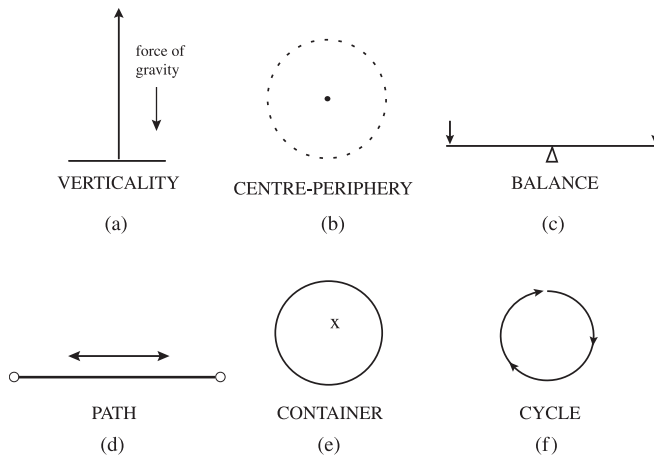 force of
gravity
VERTICALITY
CENTRE-PERIPHERY
BALANCE
(a)
(b)
(c)
x
PATH
CONTAINER
CYCLE
(d)
(e)
(f)